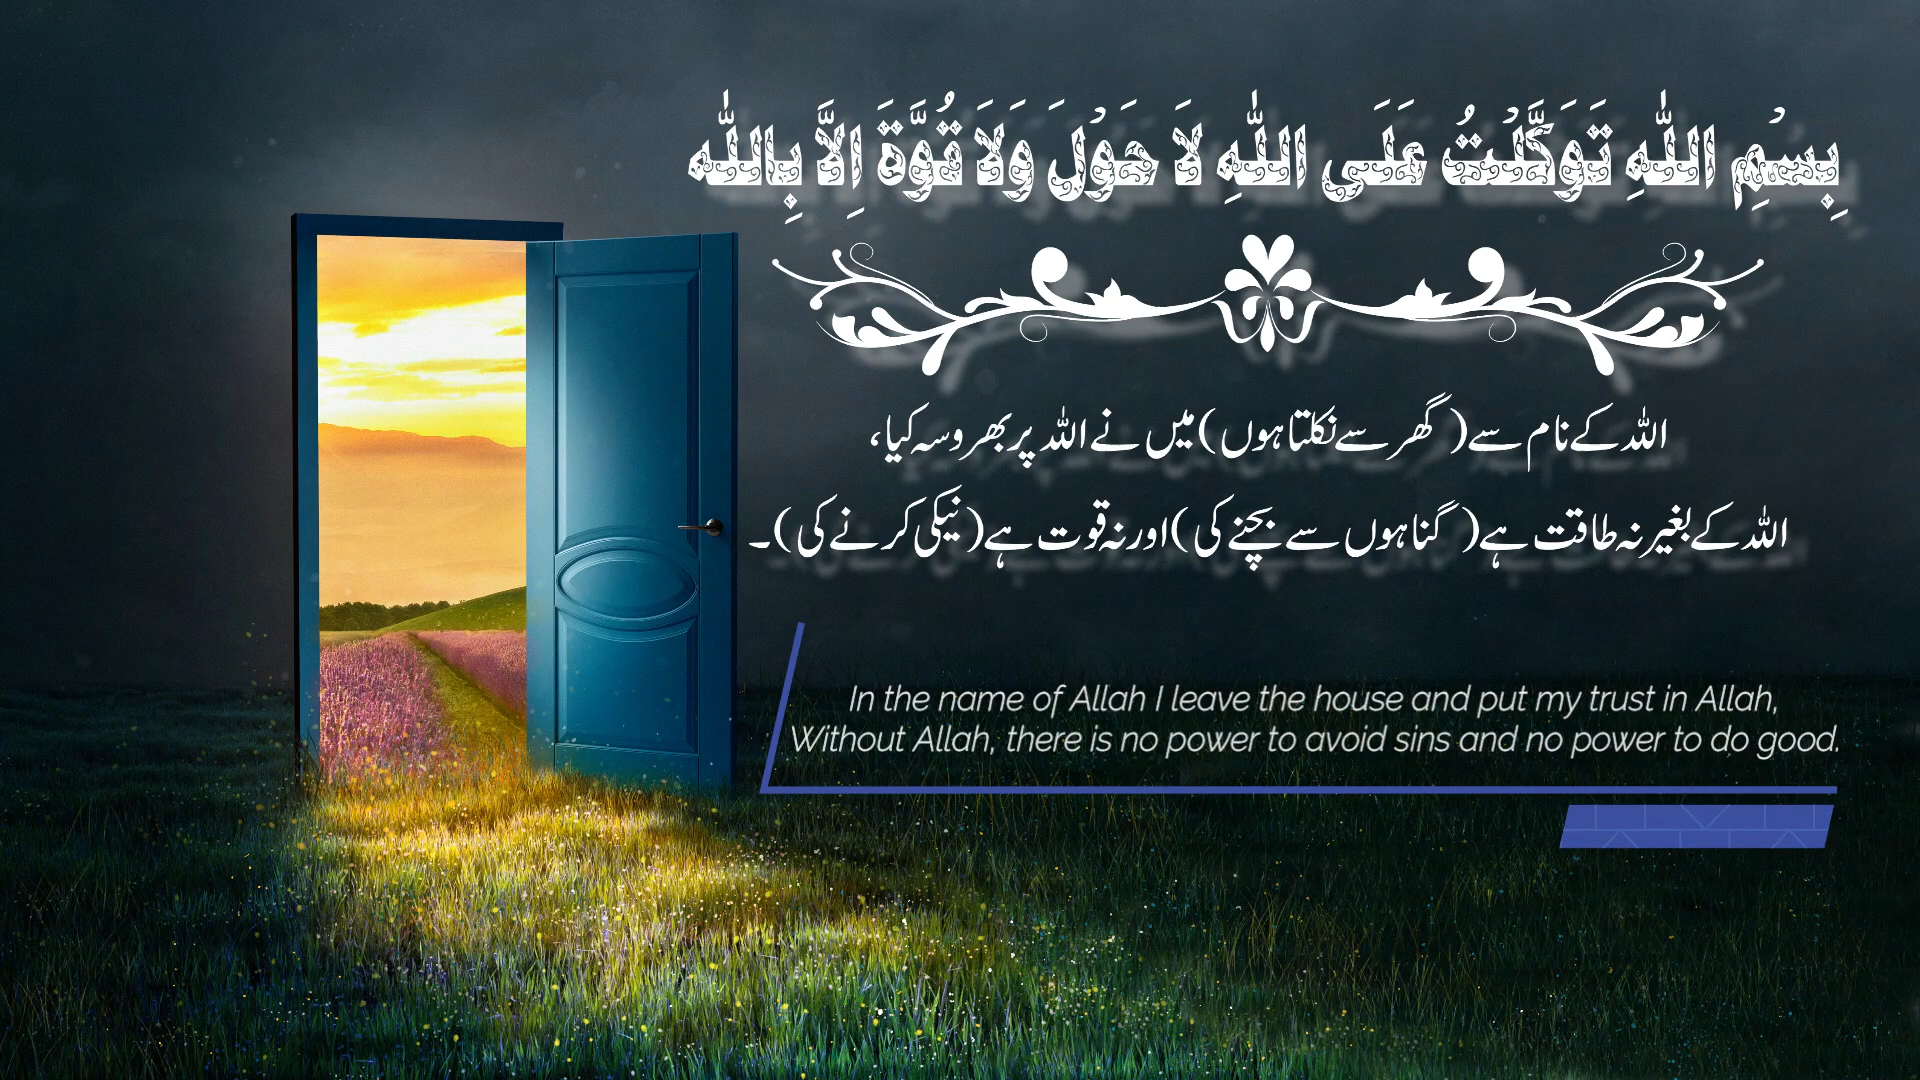 بِسْمِ اللّٰهِ تَوَكَّلْتُ عَلَى اللّٰهِ لَا حَوْلَ وَلَا قُوَّةَ اِلَّا بِاللّٰه
اللہ کے نام سے (گھر سے نکلتا ہوں) میں نے اللہ پر بھروسہ کیا،
اللہ کے بغیر نہ طاقت ہے (گناہوں سے بچنے کی) اور نہ قوت ہے (نیکی کرنے کی)۔
In the name of Allah I leave the house and put my trust in Allah,
Without Allah, there is no power to avoid sins and no power to do good.